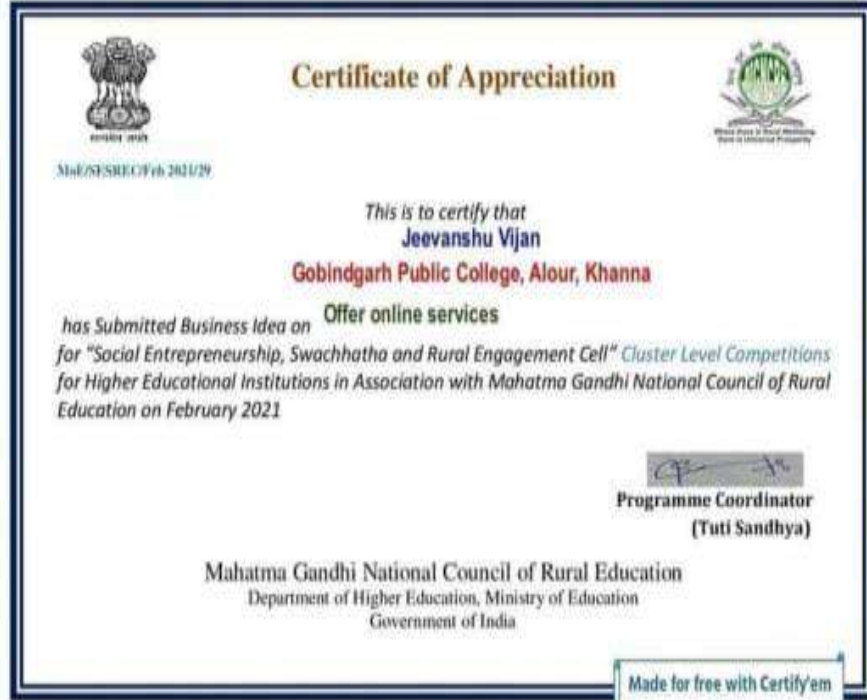 Certificate of Appreciation
सत्यमेव जयते
MoE/SESREC/Feb 2021/29
This is to certify that
Jeevanshu Vijan
Gobindgarh Public College, Alour, Khanna
has Submitted Business Idea on Offer online services
for "Social Entrepreneurship, Swachhatha and Rural Engagement Cell" Cluster Level Competitions
for Higher Educational Institutions in Association with Mahatma Gandhi National Council of Rural
Education on February 2021
Programme Coordinator
(Tuti Sandhya)
Mahatma Gandhi National Council of Rural Education
Department of Higher Education, Ministry of Education
Government of India
Made for free with Certify'em